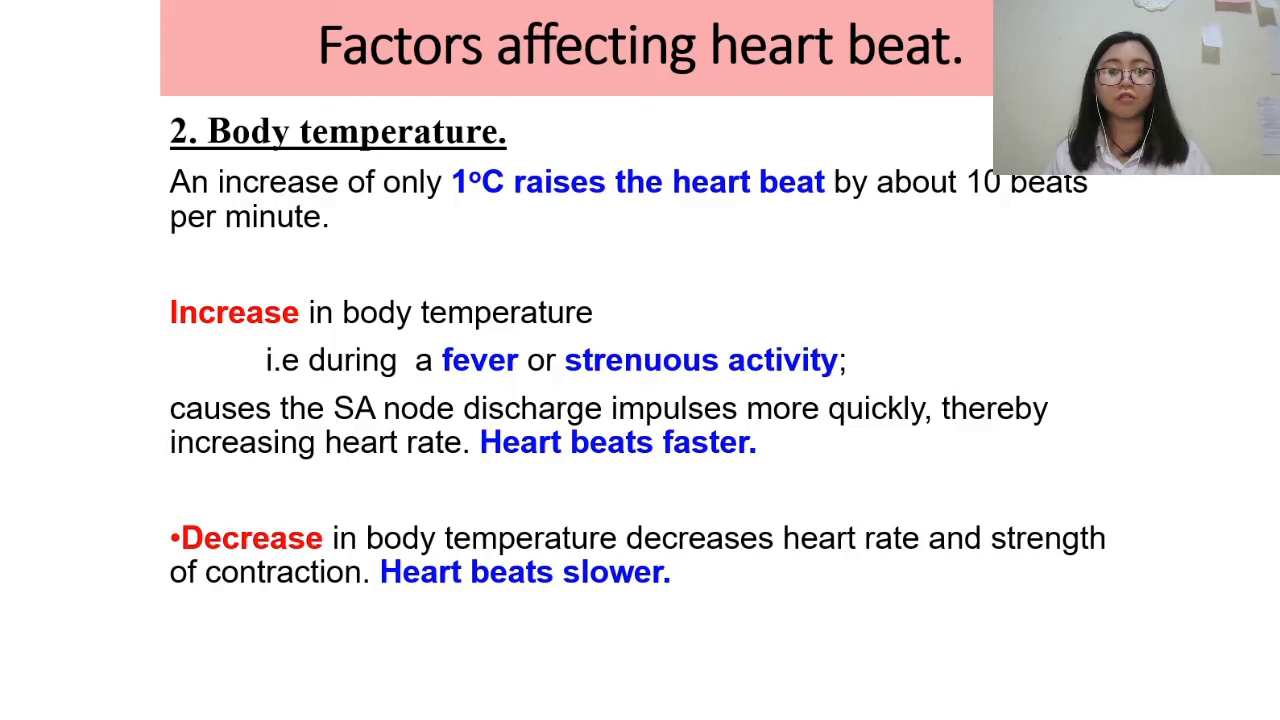 Factors affecting heart beat.
2. Body temperature.
An increase of only 1ºC raises the heart beat by about 10 beats
per minute.
Increase in body temperature
i.e during a fever or strenuous activity;
causes the SA node discharge impulses more quickly, thereby
increasing heart rate. Heart beats faster.
•Decrease in body temperature decreases heart rate and strength
of contraction. Heart beats slower.